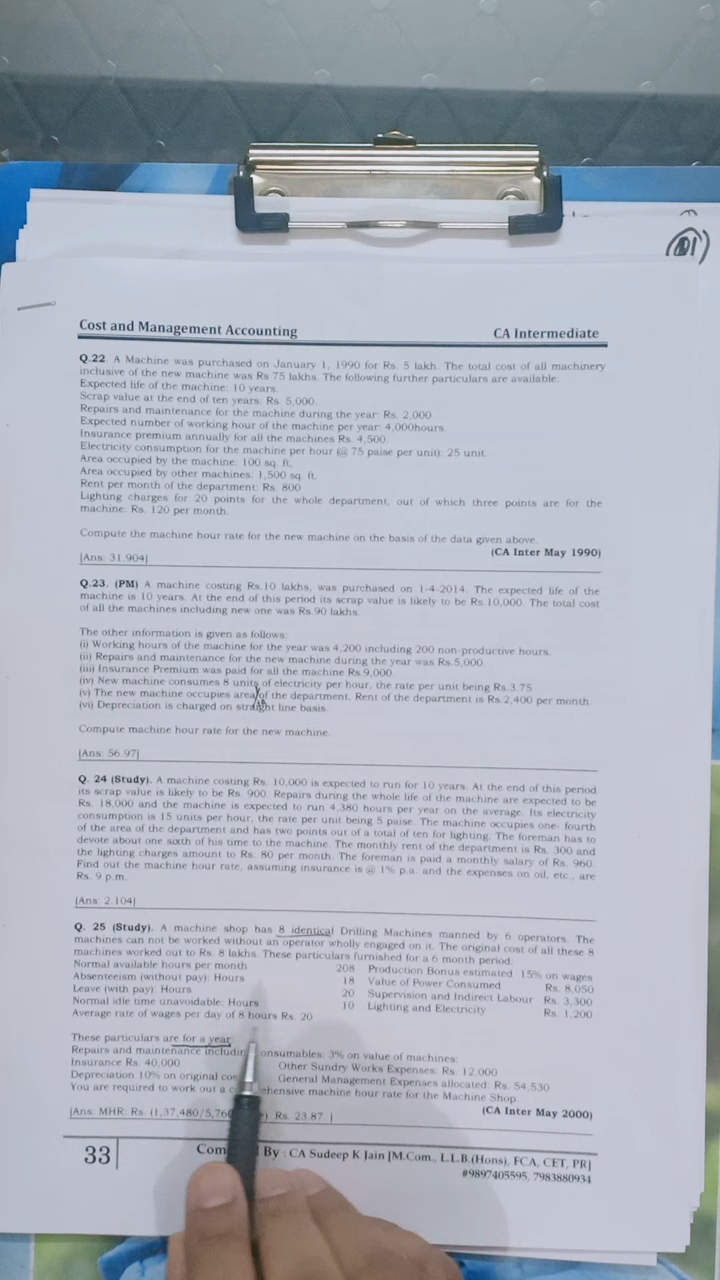 101
Cost and Management Accounting CA Intermediate
Q.22. A Machine was purchased on January 1, 1990 for Rs. 5 lakh. The total cost of all machinery
inclusive of the new machine was Rs 75 lakhs. The following further particulars are available:
Expected life of the machine: 10 years.
Scrap value at the end of ten years: Rs. 5,000.
Repairs and maintenance for the machine during the year: Rs. 2,000
Expected number of working hour of the machine per year: 4,000hours.
Insurance premium annually for all the machines Rs. 4,500.
Electricity consumption for the machine per hour (@ 75 paise per unit): 25 unit.
Area occupied by the machine: 100 sq. ft.
Area occupied by other machines: 1,500 sq. ft.
Rent per month of the department: Rs. 800
Lighting charges for 20 points for the whole department, out of which three points are for the
machine: Rs. 120 per month.
Compute the machine hour rate for the new machine on the basis of the data given above.
(CA Inter May 1990)
[Ans: 31.904]
Q.23. (PM) A machine costing Rs.10 lakhs, was purchased on 1-4-2014. The expected life of the
machine is 10 years. At the end of this period its scrap value is likely to be Rs.10,000. The total cost
of all the machines including new one was Rs.90 lakhs.
The other information is given as follows:
(i) Working hours of the machine for the year was 4,200 including 200 non-productive hours.
(ii) Repairs and maintenance for the new machine during the year was Rs.5,000.
(iii) Insurance Premium was paid for all the machine Rs.9,000.
(iv) New machine consumes 8 units of electricity per hour, the rate per unit being Rs.3.75
(v) The new machine occupies area of the department. Rent of the department is Rs.2,400 per month.
(vi) Depreciation is charged on straight line basis.
Compute machine hour rate for the new machine.
[Ans: 56.97]
Q. 24 (Study). A machine costing Rs. 10,000 is expected to run for 10 years. At the end of this period
its scrap value is likely to be Rs. 900. Repairs during the whole life of the machine are expected to be
Rs. 18,000 and the machine is expected to run 4,380 hours per year on the average. Its electricity
consumption is 15 units per hour, the rate per unit being 5 paise. The machine occupies one- fourth
of the area of the department and has two points out of a total of ten for lighting. The foreman has to
devote about one sixth of his time to the machine. The monthly rent of the department is Rs. 300 and
the lighting charges amount to Rs. 80 per month. The foreman is paid a monthly salary of Rs. 960.
Find out the machine hour rate, assuming insurance is @ 1% p.a. and the expenses on oil, etc., are
Rs. 9 p.m.
[Ans: 2.104]
Q. 25 (Study). A machine shop has 8 identical Drilling Machines manned by 6 operators. The
machines can not be worked without an operator wholly engaged on it. The original cost of all these 8
machines worked out to Rs. 8 lakhs. These particulars furnished for a 6 month period:
Normal available hours per month 208 Production Bonus estimated 15% on wages
Absenteeism (without pay): Hours 18 Value of Power Consumed Rs. 8,050
Leave (with pay): Hours 20 Supervision and Indirect Labour Rs. 3,300
Normal idle time unavoidable: Hours 10 Lighting and Electricity Rs. 1,200
Average rate of wages per day of 8 hours Rs. 20
These particulars are for a year:
Repairs and maintenance includin onsumables: 3% on value of machines.
Insurance Rs. 40,000 Other Sundry Works Expenses: Rs. 12,000
Depreciation 10% on original cos General Management Expenses allocated: Rs. 54,530
You are required to work out a c ehensive machine hour rate for the Machine Shop.
(CA Inter May 2000)
[Ans: MHR: Rs. (1,37,480/5,760 Rs. 23.87 ]
33 Com By : CA Sudeep K Jain [M.Com., L.L.B.(Hons), FCA, CET, PR]
#9897405595, 7983880934